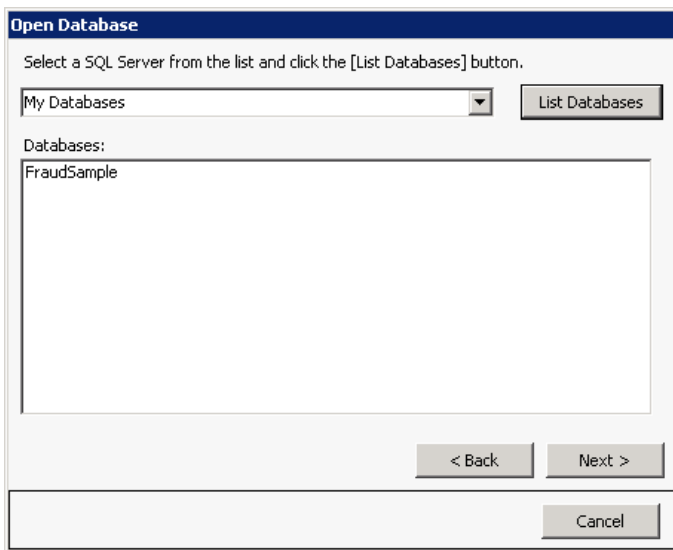 Open Database
Select a SQL Server from the list and click the [List Databases] button.
My Databases
List Databases
Databases:
FraudSample
< Back
Next >
Cancel